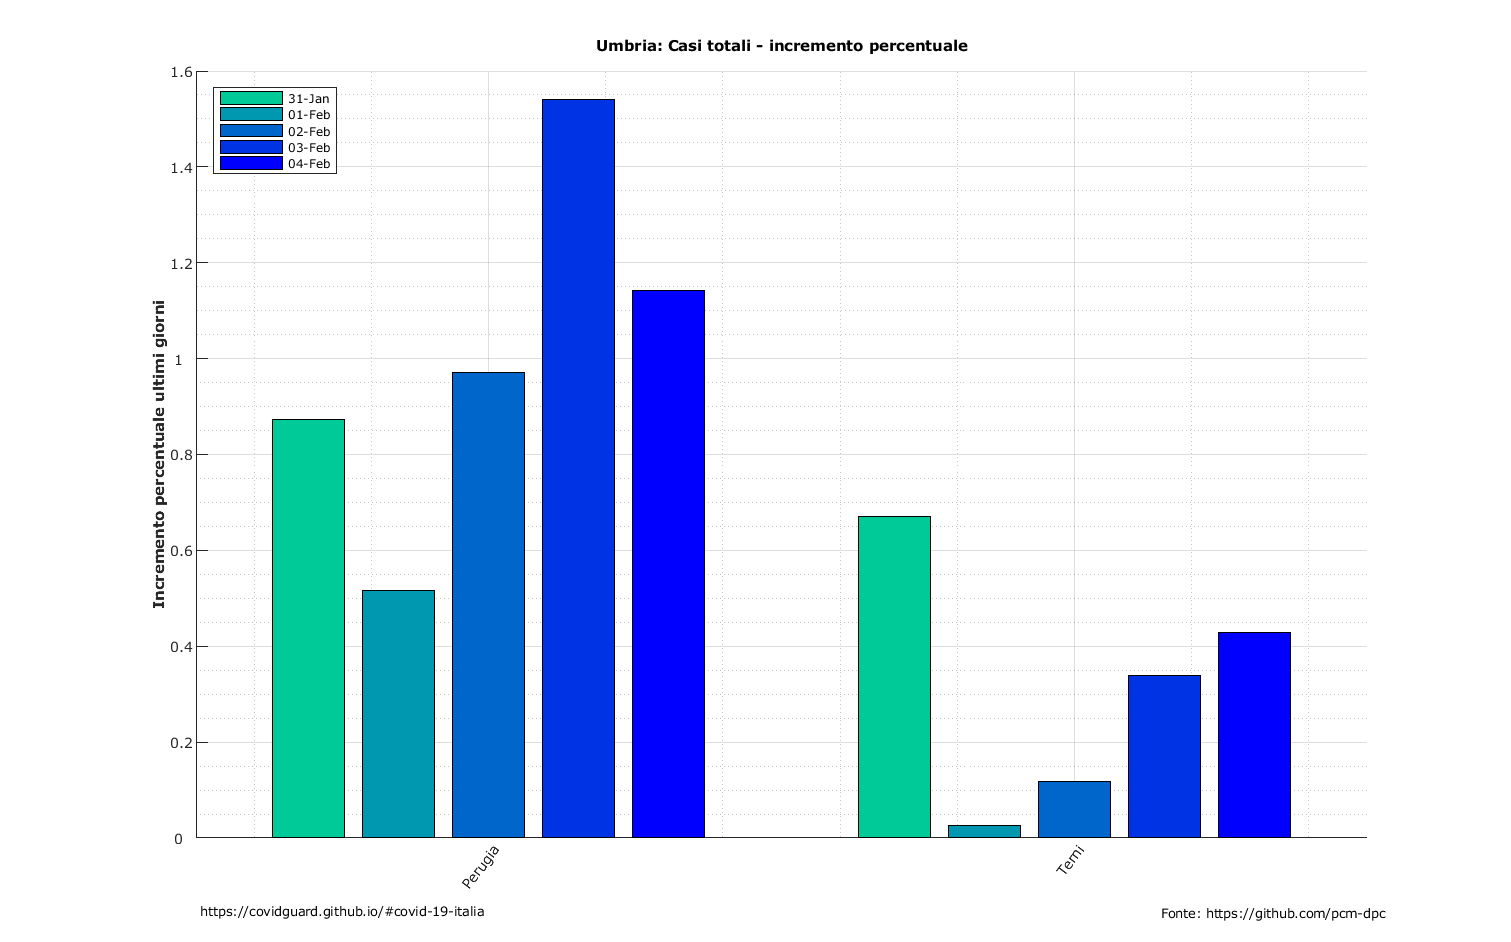 Umbria: Casi totali - incremento percentuale
31-Jan
01-Feb
02-Feb
03-Feb
04-Feb
Incremento percentuale ultimi giorni
1.6
1.4
1.2
1
0.8
0.6
0.4
0.2
0
Perugia
Terni
https://covidguard.github.io/#covid-19-italia
Fonte: https://github.com/pcm-dpc